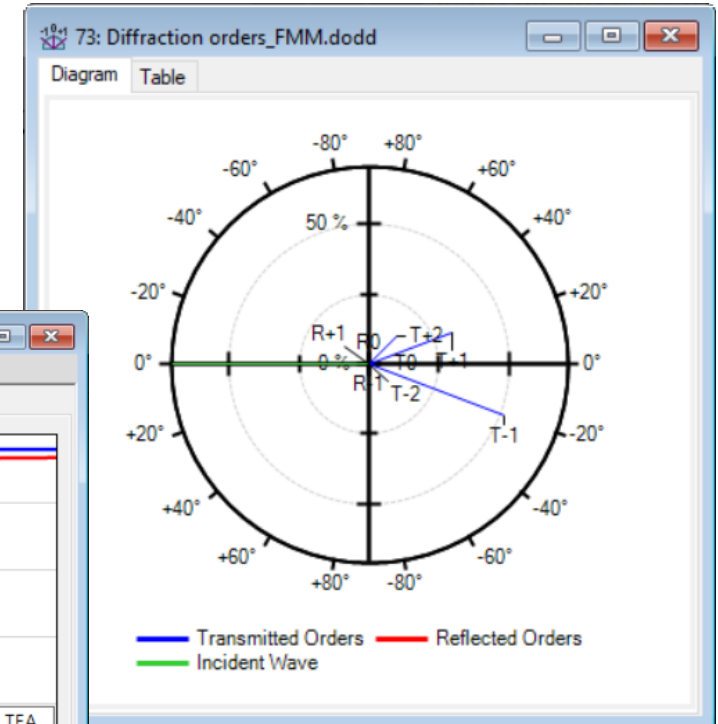 73: Diffraction orders_FMM.dodd
Diagram Table
-80° +80°
-60° +60°
-40° 50 % +40°
-20° +20°
R+1 R0 T+2
0° 0 % T0 T+1 0°
R-1 T-2
+20° T-1 -20°
+40° -40°
+60° -60°
+80° -80°
Transmitted Orders Reflected Orders
Incident Wave
TEA